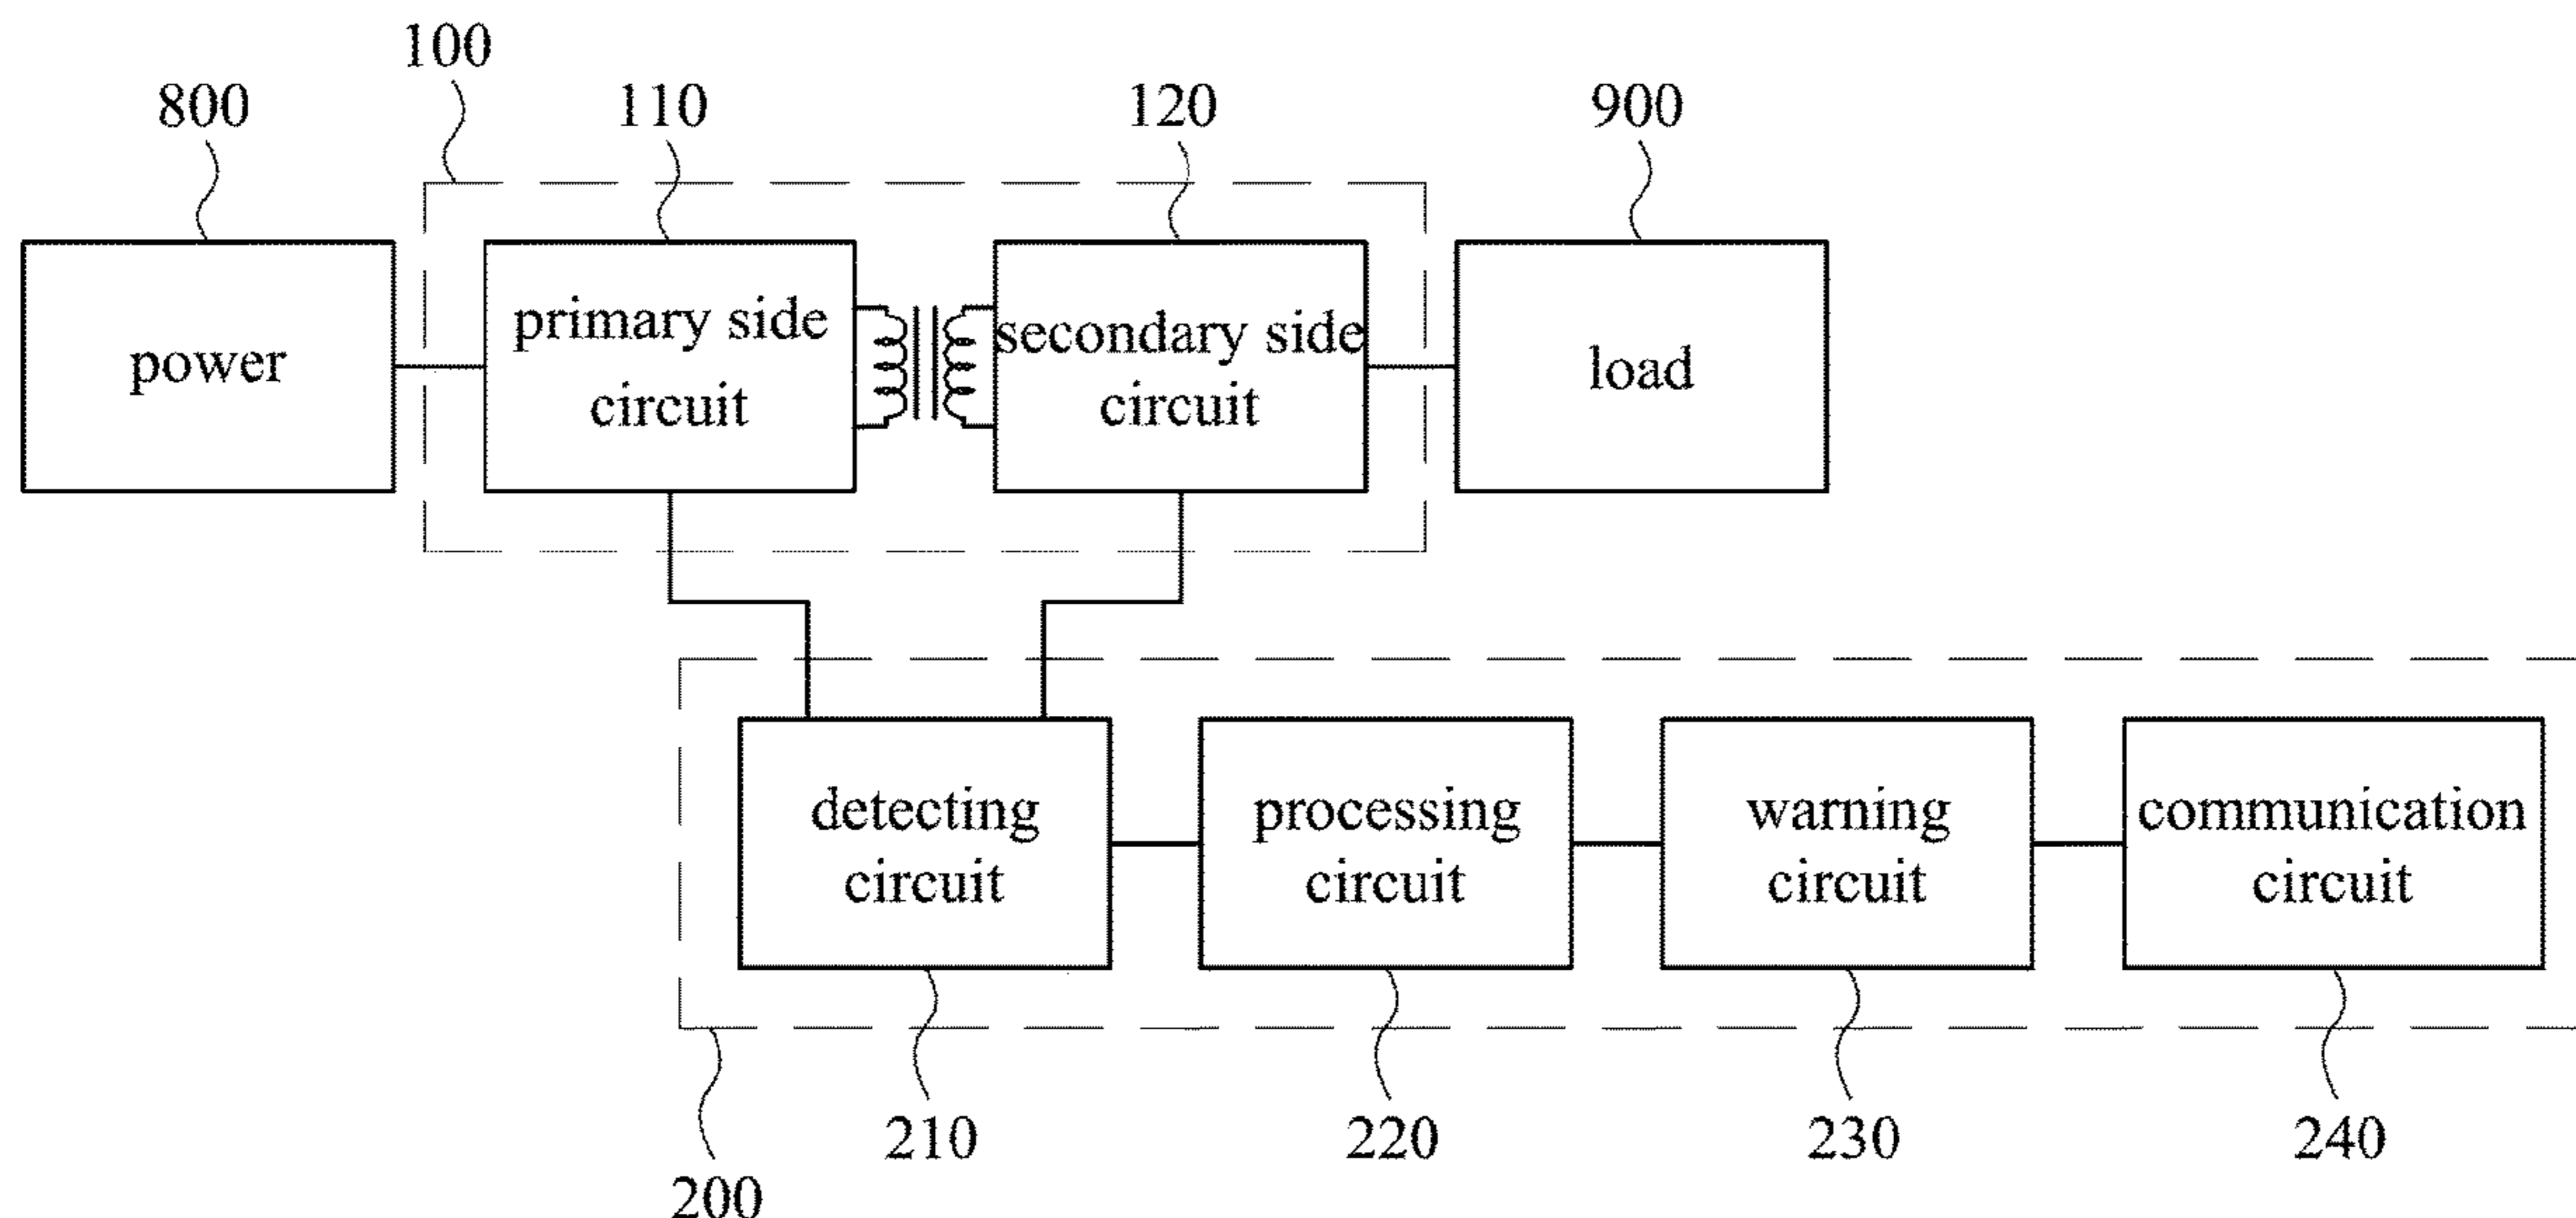 100
800
110
120
900
power
primary side
circuit
secondary side
circuit
load
detecting
circuit
processing
circuit
warning
circuit
communication
circuit
210
220
230
240
200